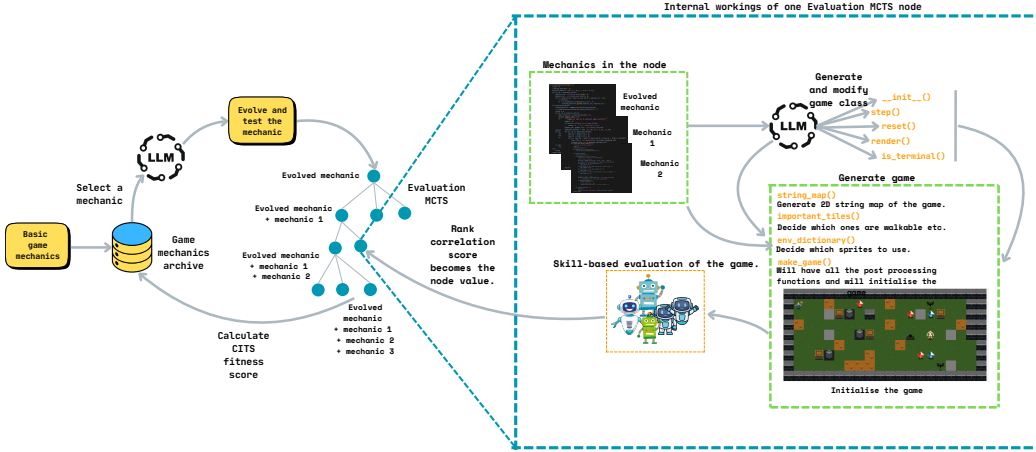 Internal workings of one Evaluation MCTS node
Basic
game
mechanics
Select a
mechanic
LLM
Game
mechanics
archive
Evolve and
test the
mechanic
Evolved mechanic
Evaluation
MCTS
Evolved mechanic
+ mechanic 1
Evolved mechanic
+ mechanic 1
+ mechanic 2
Evolved
mechanic
+ mechanic 1
+ mechanic 2
+ mechanic 3
Calculate
CITS
fitness
score
Rank
correlation
score
becomes the
node value.
Mechanics in the node
Evolved
mechanic
Mechanic
1
Mechanic
2
LLM
Generate
and modify
game class
__init__()
step()
reset()
render()
is_terminal()
Generate game
string_map()
Generate 2D string map of the game.
important_tiles()
Decide which ones are walkable etc.
env_dictionary()
Decide which sprites to use.
make_game()
Will have all the post processing
functions and will initialise the
game
Initialise the game
Skill-based evaluation of the game.